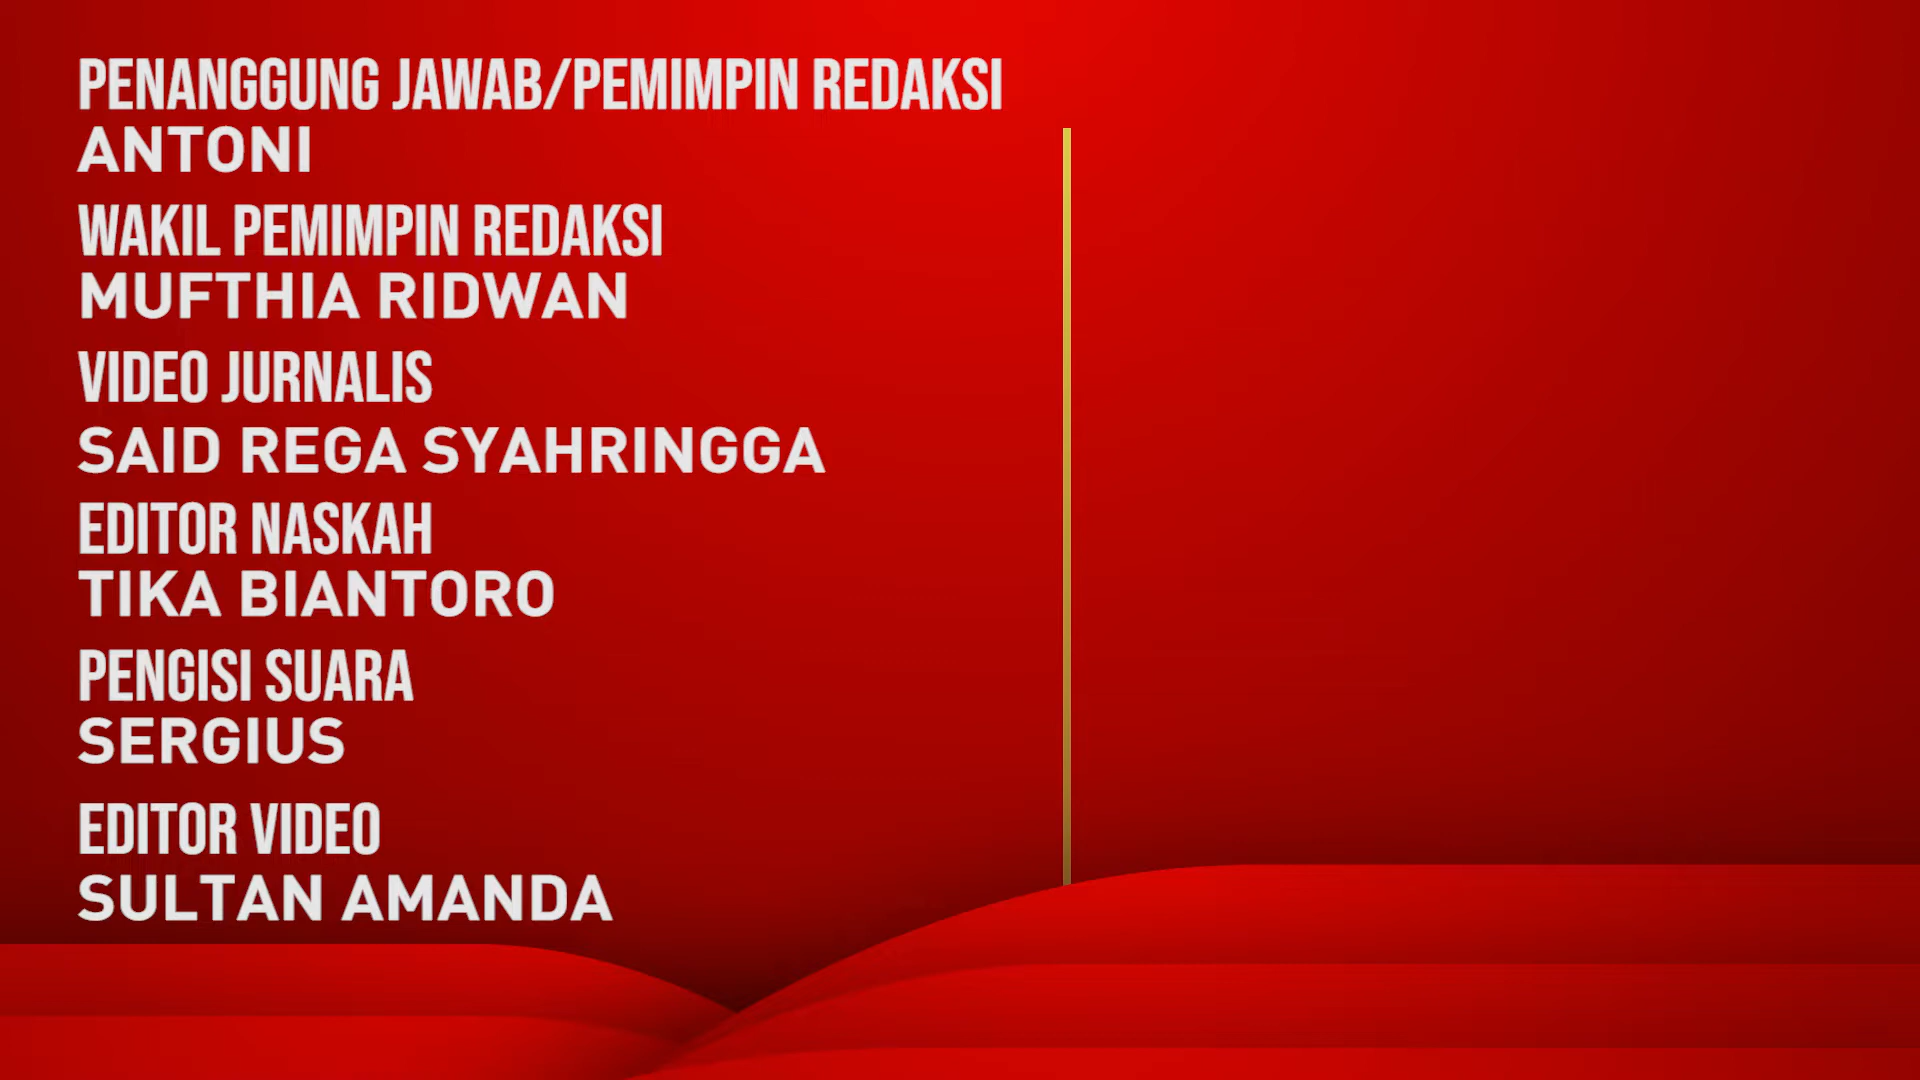 PENANGGUNG JAWAB/PEMIMPIN REDAKSI
ANTONI
WAKIL PEMIMPIN REDAKSI
MUFTHIA RIDWAN
VIDEO JURNALIS
SAID REGA SYAHRINGGA
EDITOR NASKAH
TIKA BIANTORO
PENGISI SUARA
SERGIUS
EDITOR VIDEO
SULTAN AMANDA